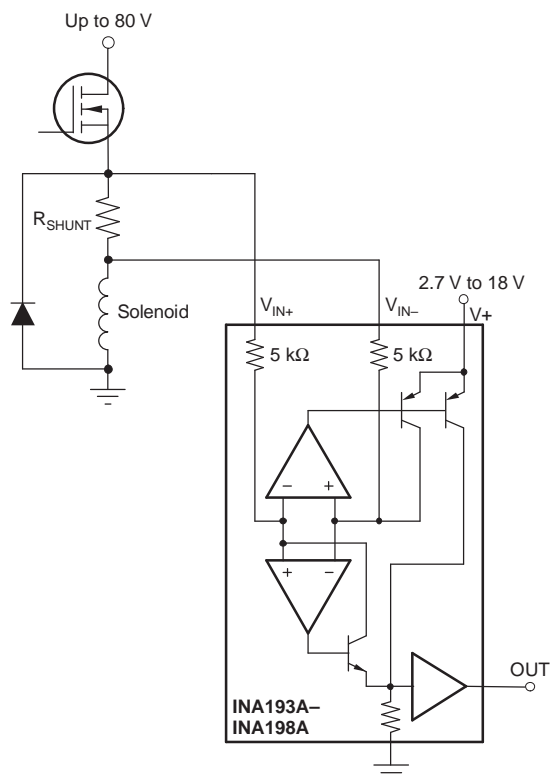 Up to 80 V
R_SHUNT
Solenoid
V_IN+
V_IN–
2.7 V to 18 V
V+
5 kΩ
5 kΩ
– +
+ –
OUT
INA193A–
INA198A